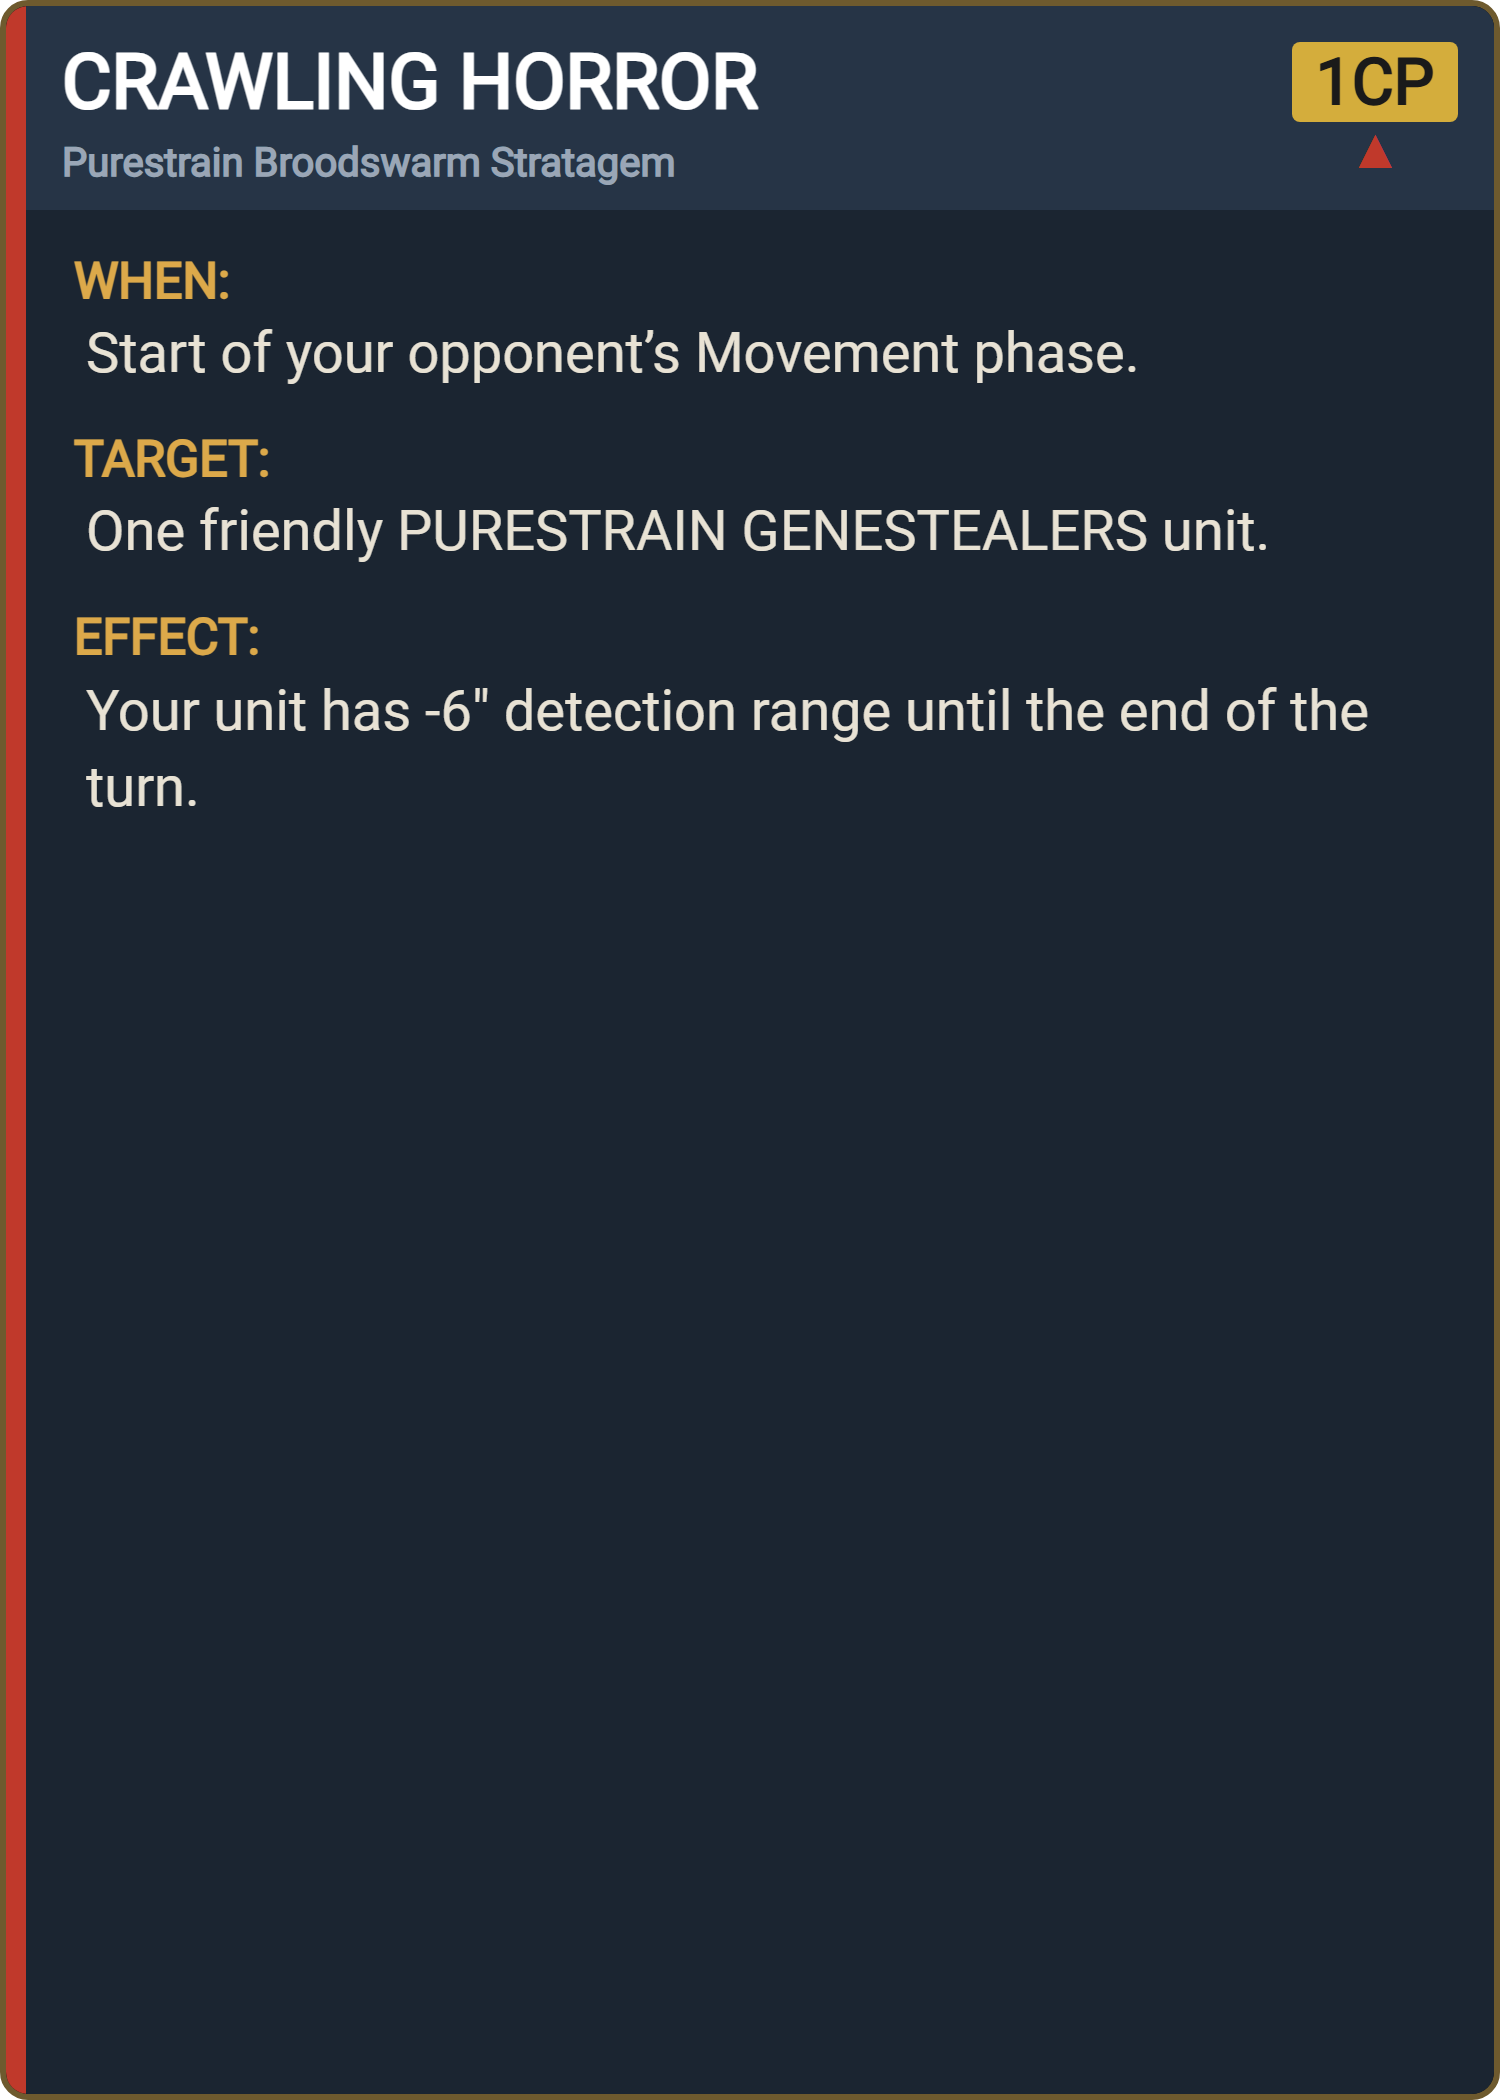 CRAWLING HORROR
1CP
Purestrain Broodswarm Stratagem
WHEN:
Start of your opponent’s Movement phase.
TARGET:
One friendly PURESTRAIN GENESTEALERS unit.
EFFECT:
Your unit has -6" detection range until the end of the
turn.